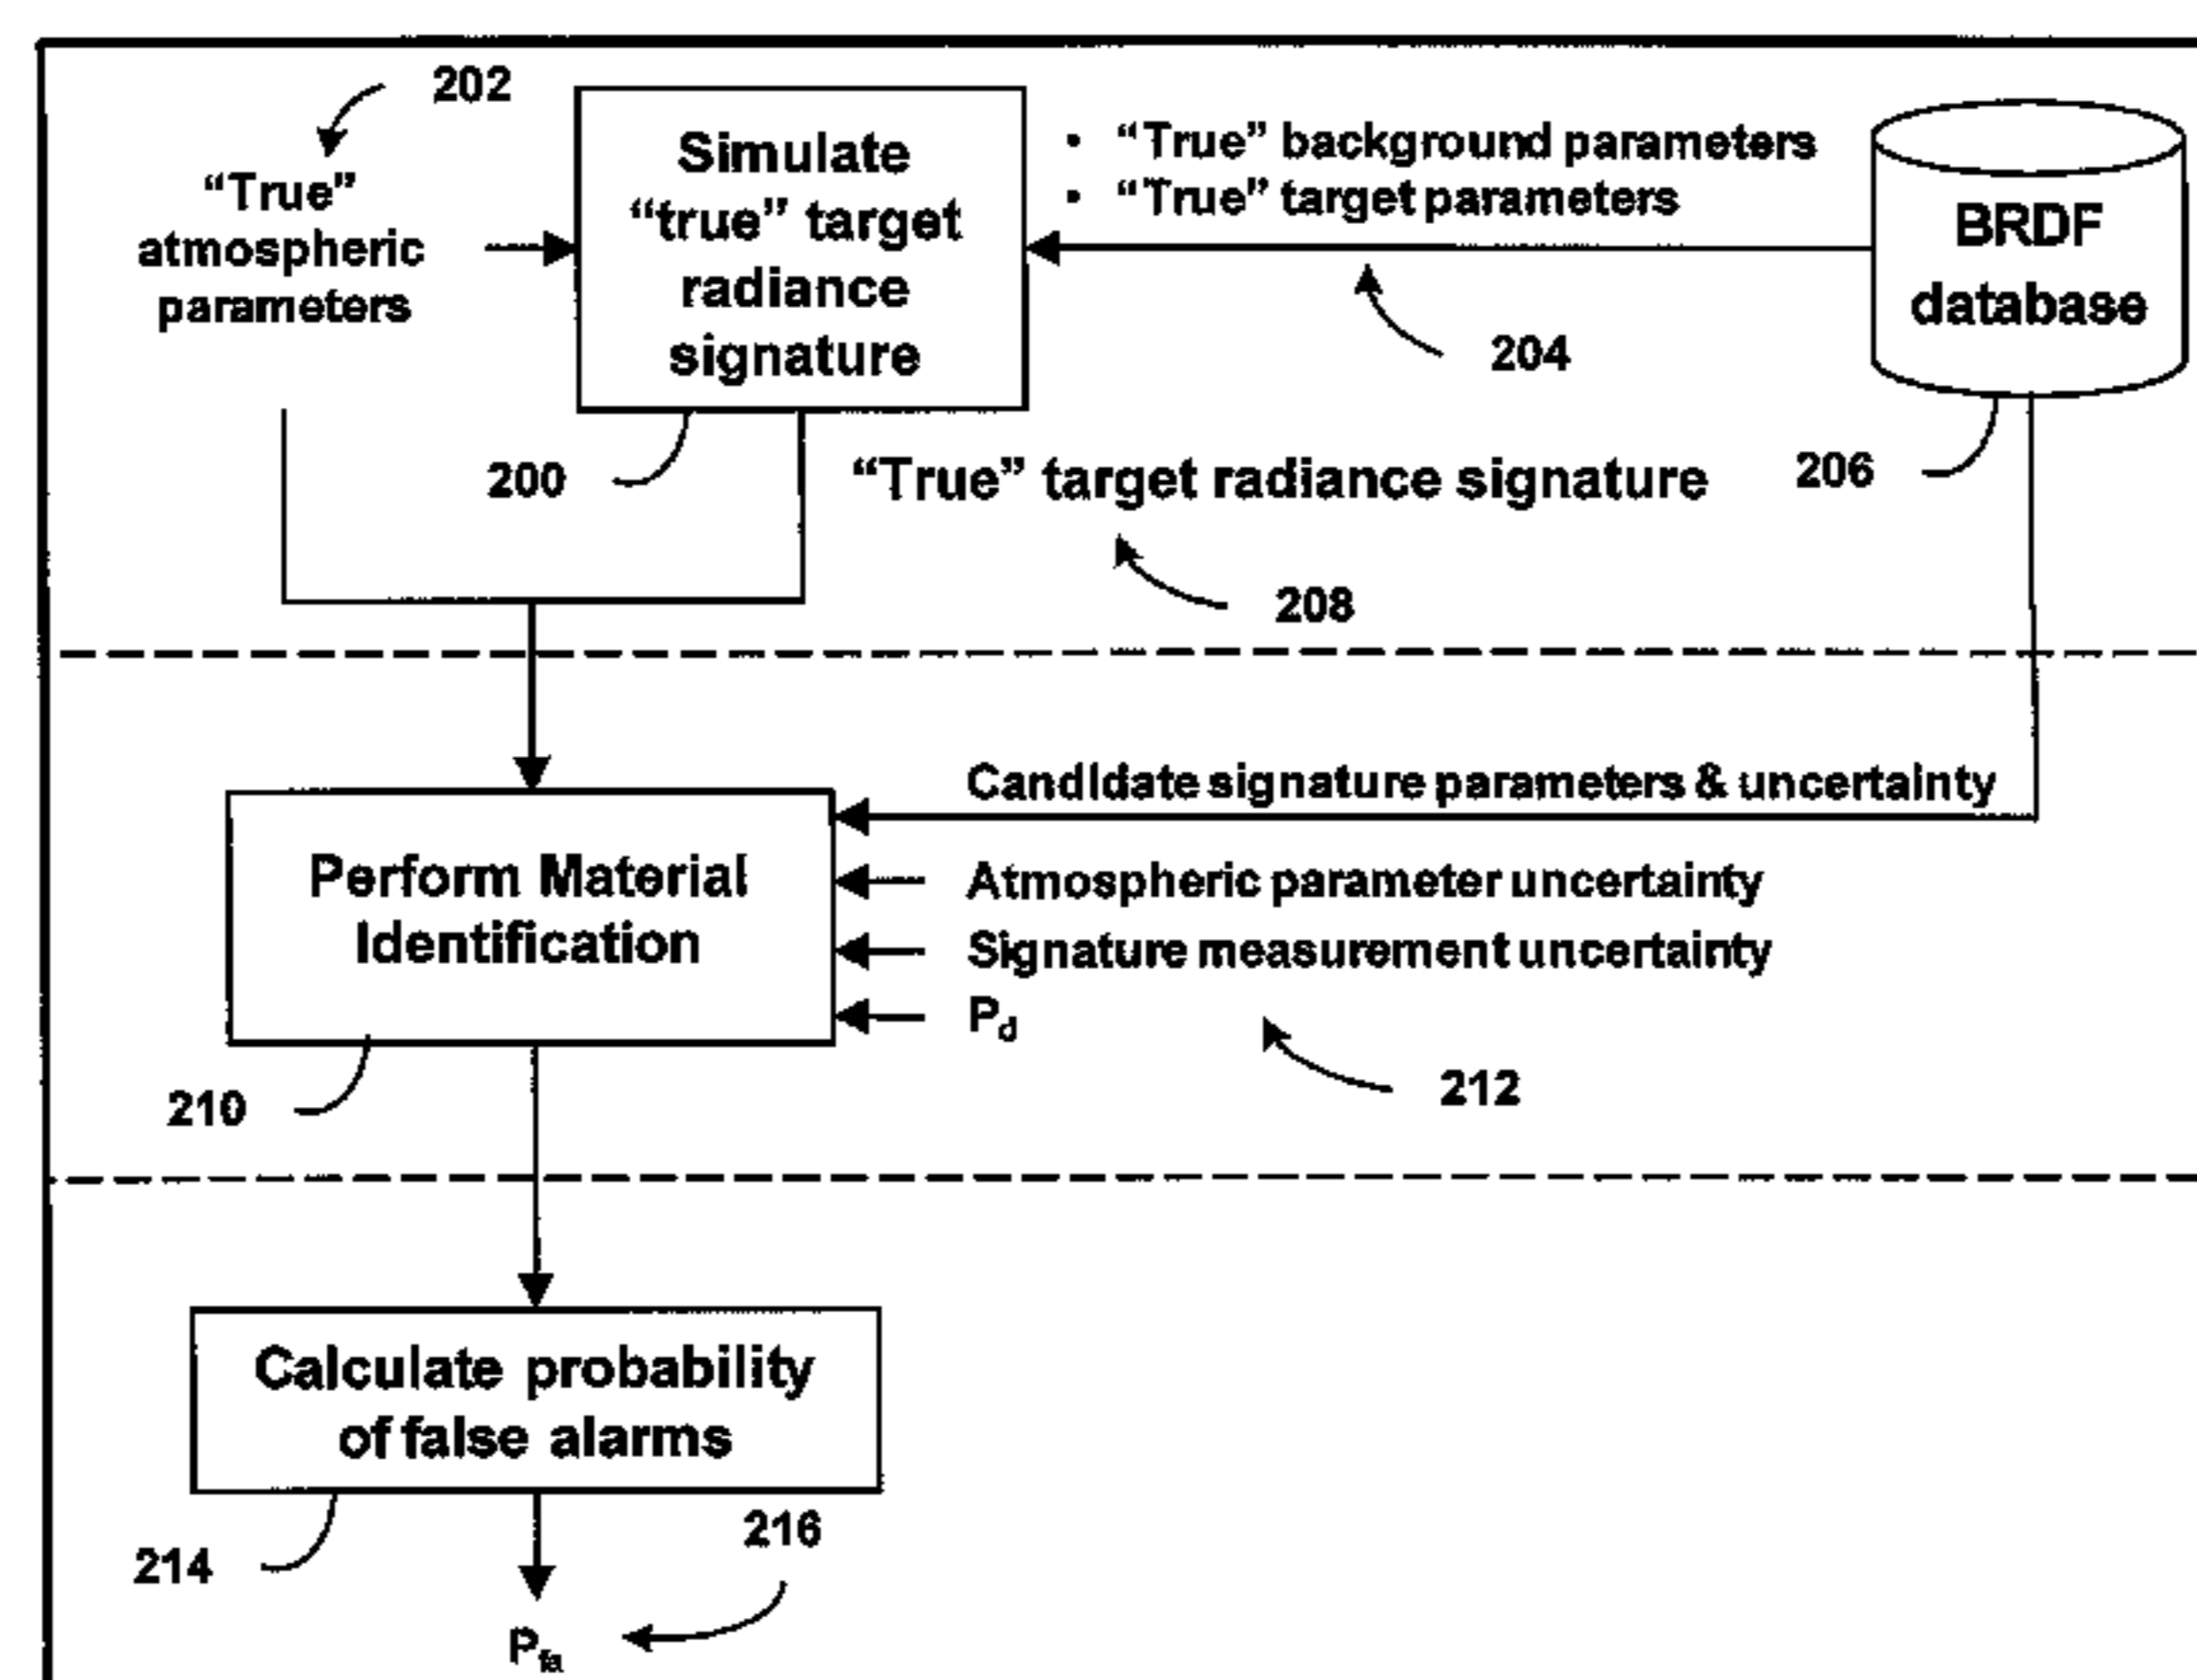 202
“True”
atmospheric
parameters
Simulate
“true” target
radiance
signature
• “True” background parameters
• “True” target parameters
BRDF
database
204
200
“True” target radiance signature
206
208
Candidate signature parameters & uncertainty
Perform Material
Identification
Atmospheric parameter uncertainty
Signature measurement uncertainty
Pd
212
210
Calculate probability
of false alarms
216
214
Pfa